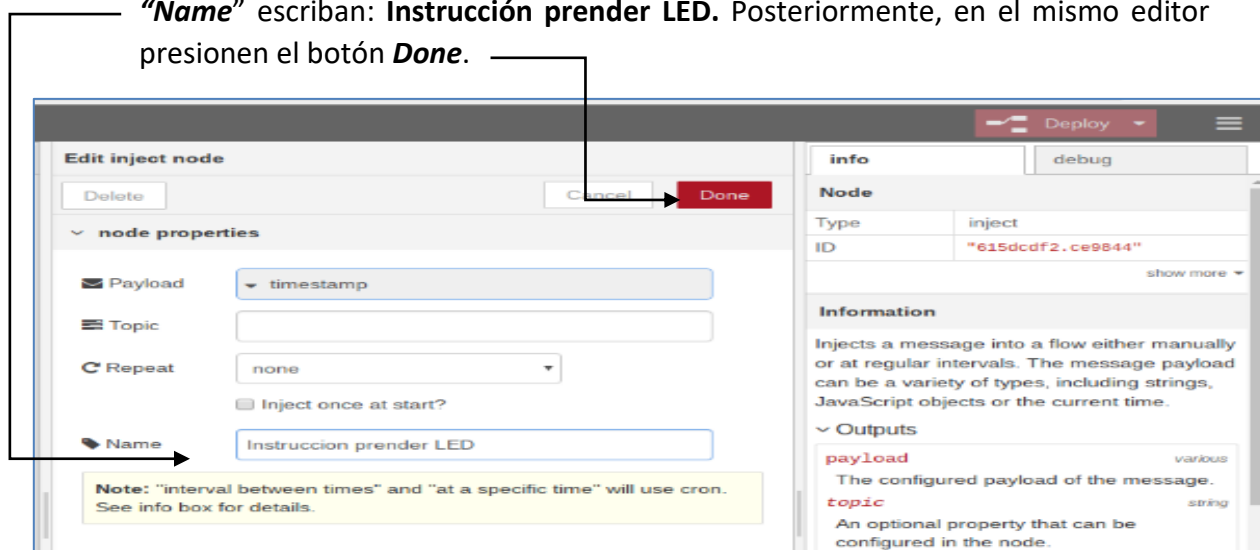 “Name” escriban: Instrucción prender LED. Posteriormente, en el mismo editor
presionen el botón Done.
Deploy
Edit inject node
Delete
Cancel
Done
node properties
Payload
timestamp
Topic
Repeat
none
Inject once at start?
Name
Instruccion prender LED
Note: "interval between times" and "at a specific time" will use cron.
See info box for details.
info
debug
Node
Type
inject
ID
"615dcdf2.ce9844"
show more
Information
Injects a message into a flow either manually
or at regular intervals. The message payload
can be a variety of types, including strings,
JavaScript objects or the current time.
Outputs
payload
various
The configured payload of the message.
topic
string
An optional property that can be
configured in the node.